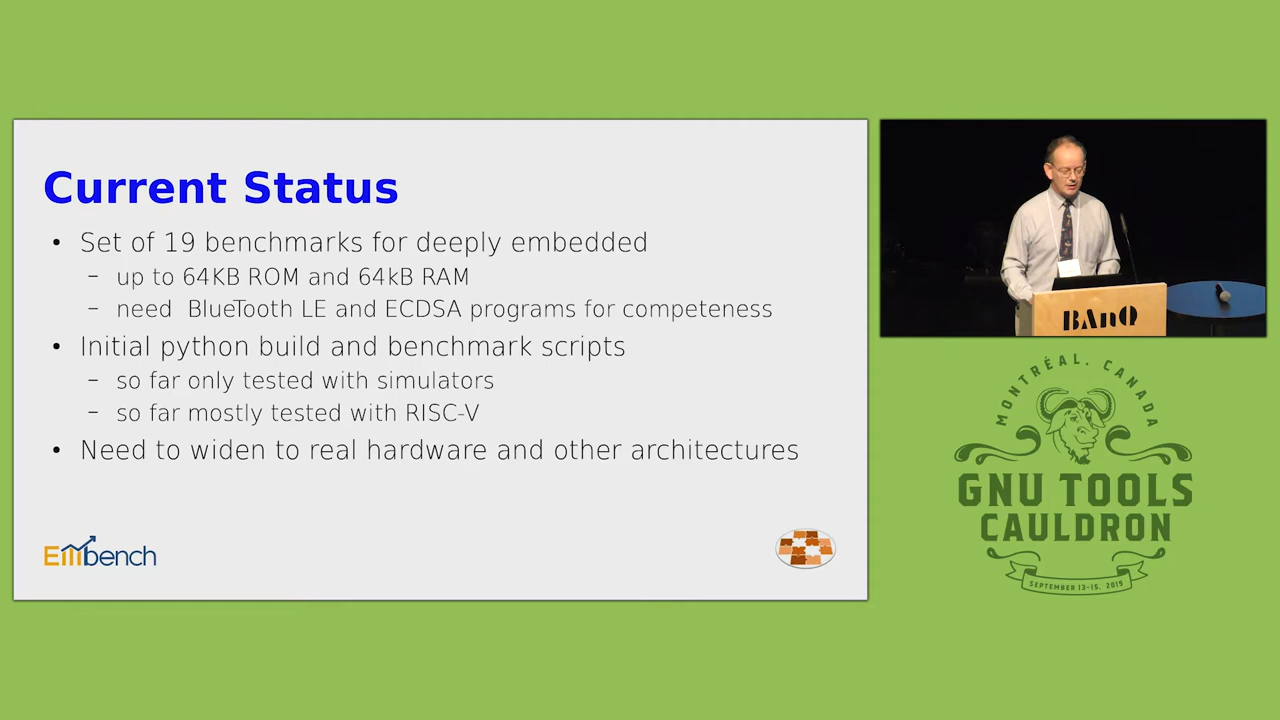 Current Status
• Set of 19 benchmarks for deeply embedded
– up to 64KB ROM and 64kB RAM
– need BlueTooth LE and ECDSA programs for competeness
• Initial python build and benchmark scripts
– so far only tested with simulators
– so far mostly tested with RISC-V
• Need to widen to real hardware and other architectures
Embench
BAnQ
MONTRÉAL, CANADA
GNU TOOLS
CAULDRON
SEPTEMBER 13-15, 2019